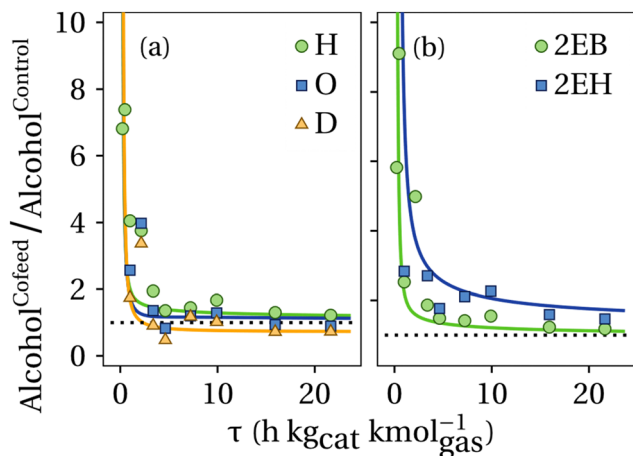 Alcohol^Cofeed / Alcohol^Control
10
8
6
4
2
0
(a)
H
O
D
0
10
20
(b)
2EB
2EH
0
10
20
τ (h kg_cat kmol_gas^−1)